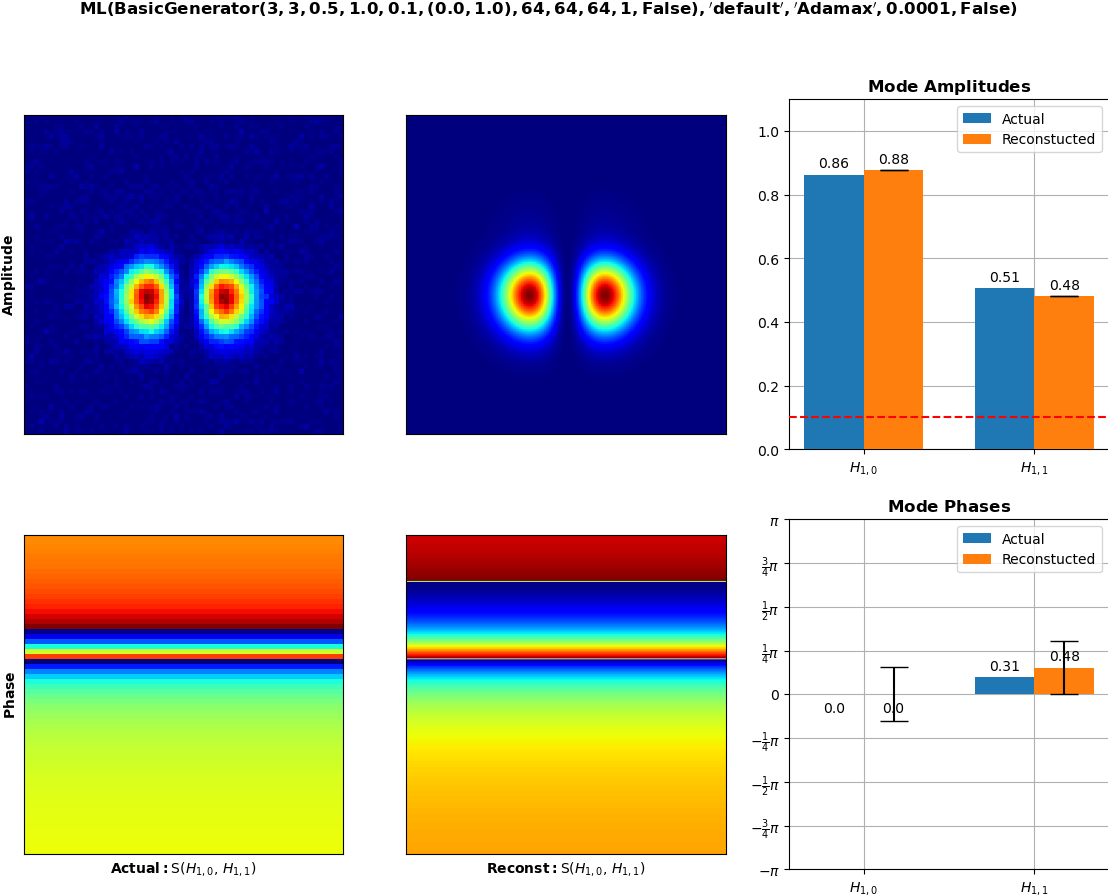 ML(BasicGenerator(3, 3, 0.5, 1.0, 0.1, (0.0, 1.0), 64, 64, 64, 1, False), ′default′, ′Adamax′, 0.0001, False)
Amplitude
Mode Amplitudes
Actual
Reconstucted
1.0
0.8
0.6
0.4
0.2
0.0
0.86
0.88
0.51
0.48
H1,0
H1,1
Phase
Actual: S(H1,0, H1,1)
Reconst: S(H1,0, H1,1)
Mode Phases
Actual
Reconstucted
π
3/4π
1/2π
1/4π
0
−1/4π
−1/2π
−3/4π
−π
0.0
0.0
0.31
0.48
H1,0
H1,1